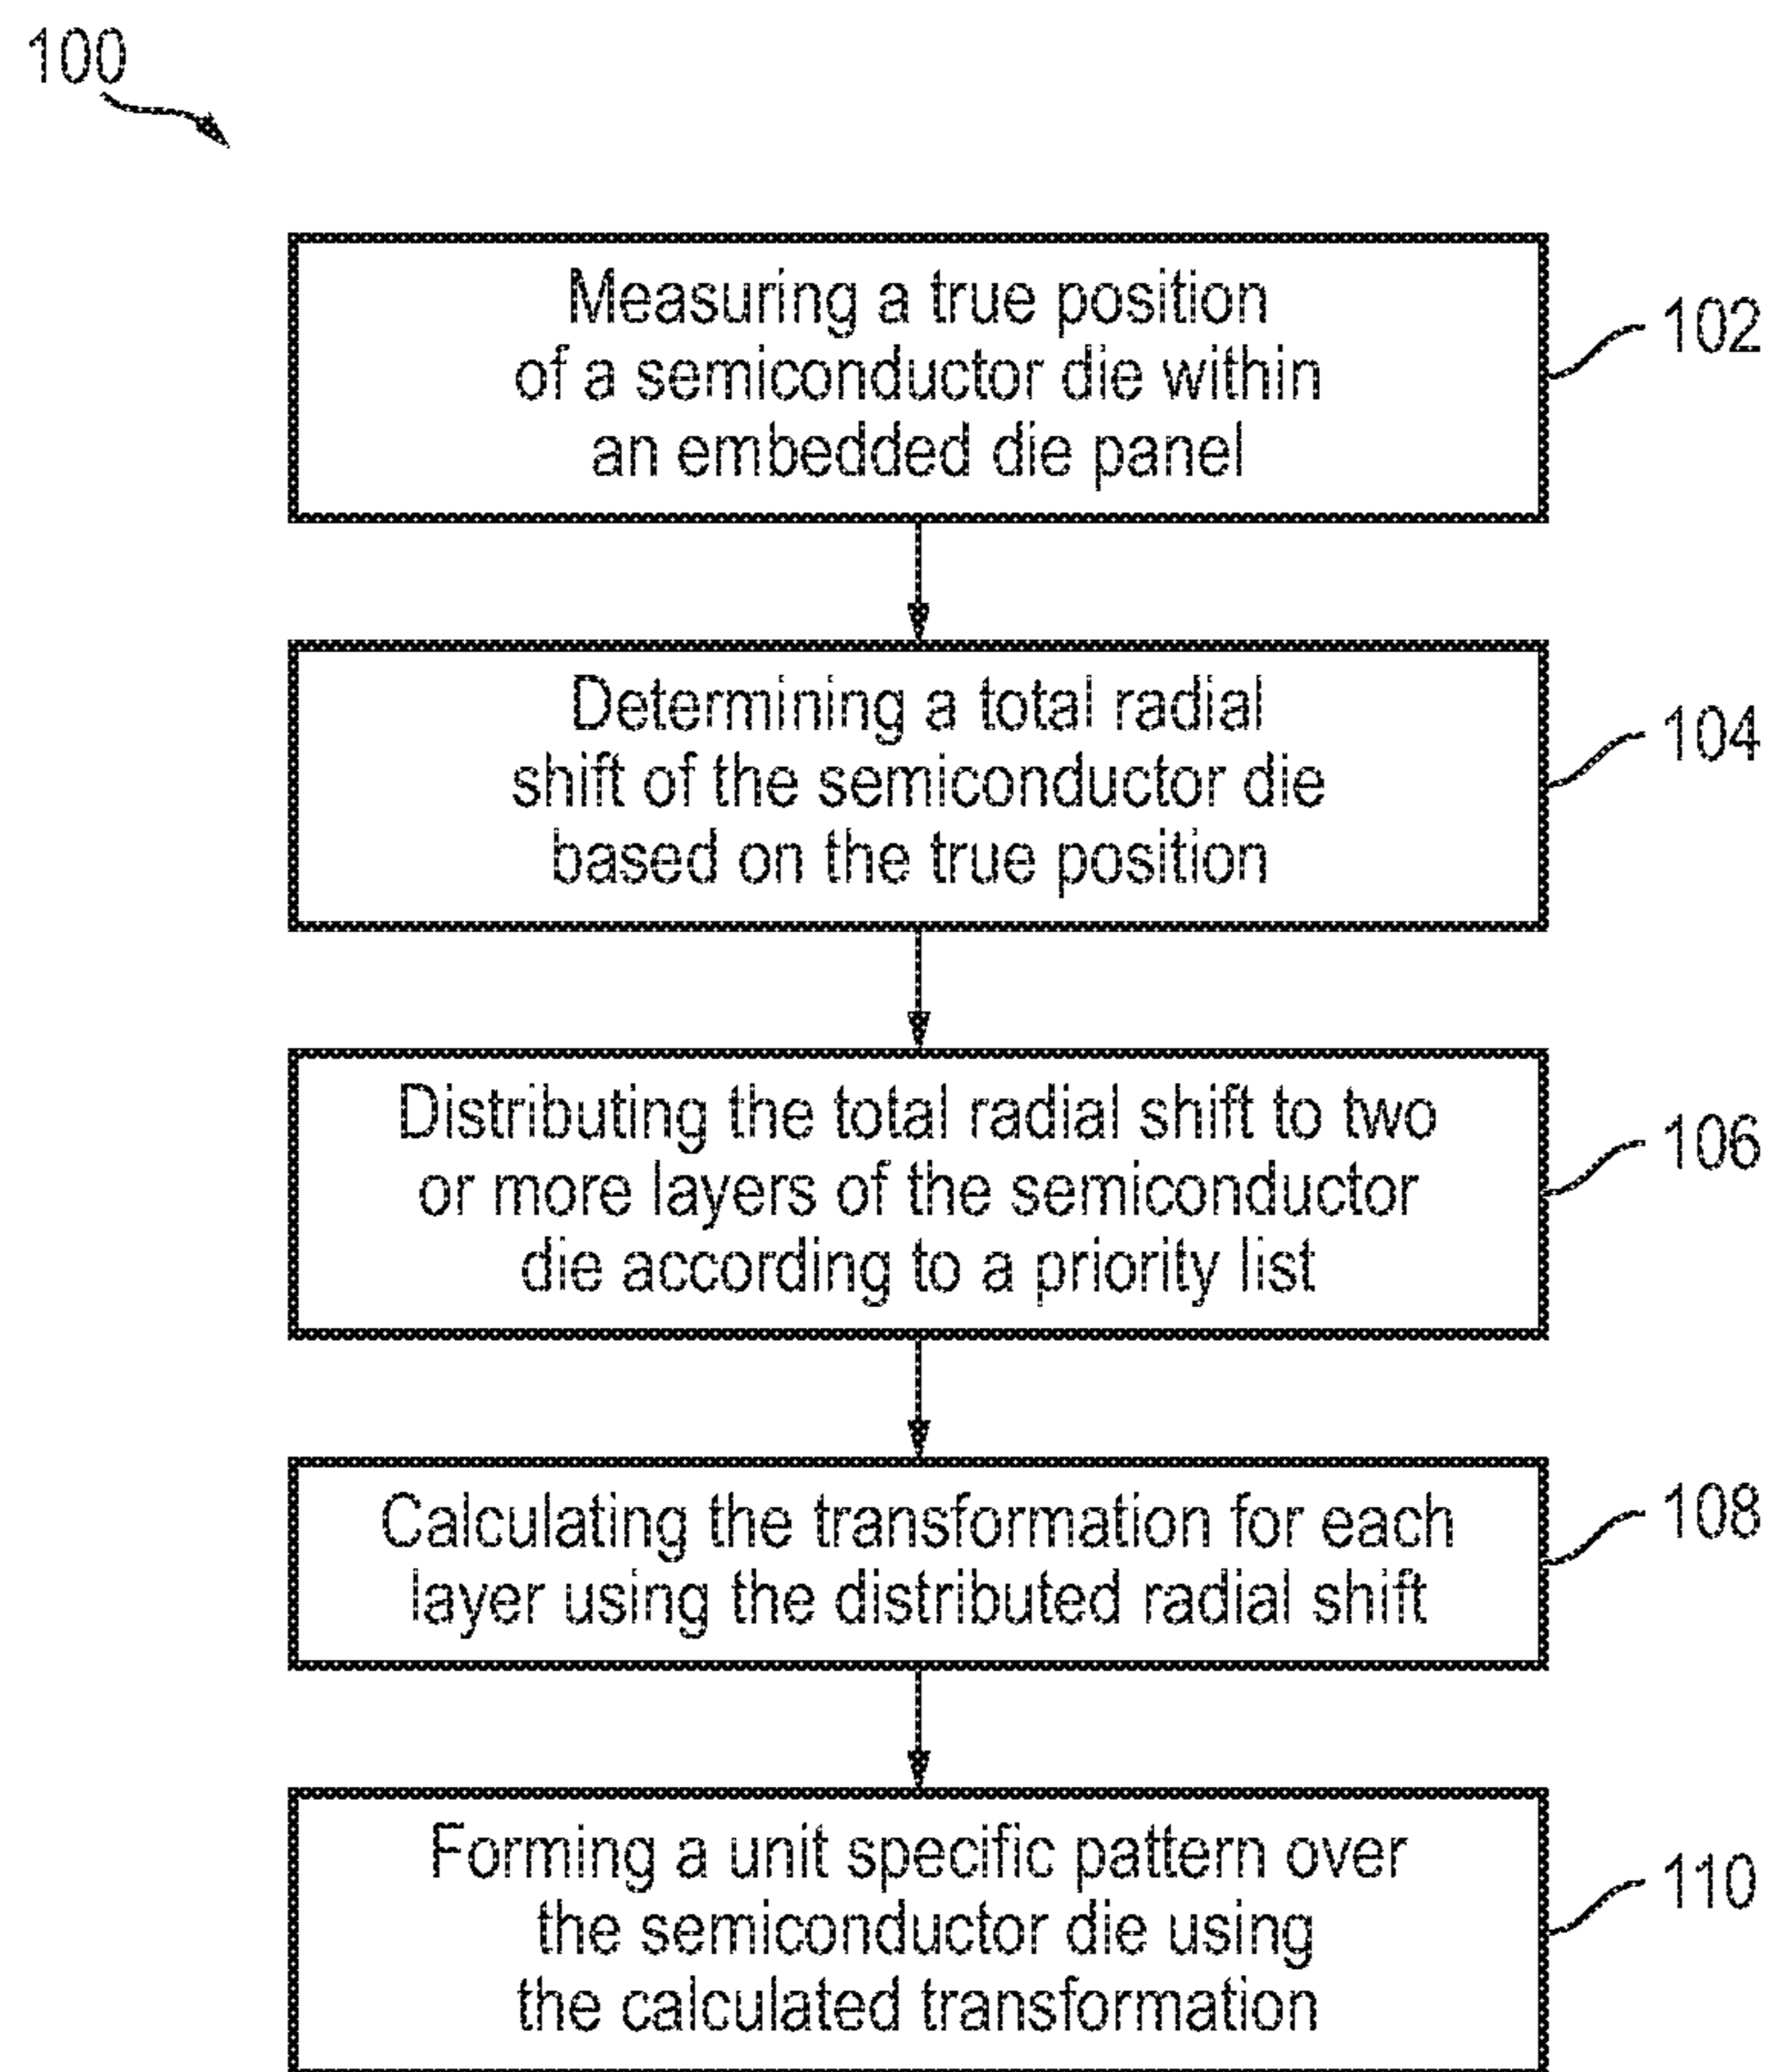 100
Measuring a true position
of a semiconductor die within
an embedded die panel
102
Determining a total radial
shift of the semiconductor die
based on the true position
104
Distributing the total radial shift to two
or more layers of the semiconductor
die according to a priority list
106
Calculating the transformation for each
layer using the distributed radial shift
108
Forming a unit specific pattern over
the semiconductor die using
the calculated transformation
110